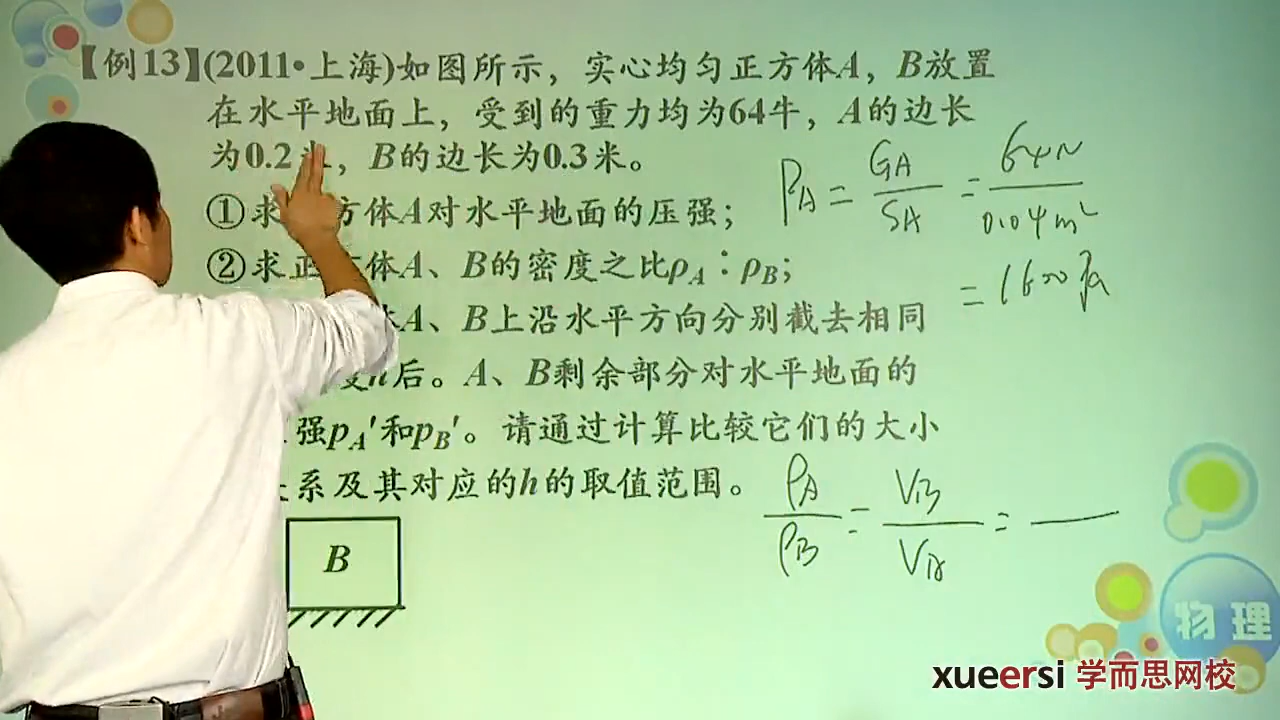 【例13】(2011·上海)如图所示，实心均匀正方体A，B放置
在水平地面上，受到的重力均为64牛，A的边长
为0.2米，B的边长为0.3米。
①求 方体A对水平地面的压强；
②求正 体A、B的密度之比ρA：ρB；
A、B上沿水平方向分别截去相同
h后。A、B剩余部分对水平地面的
强pA′和pB′。请通过计算比较它们的大小
系及其对应的h的取值范围。
B
PA = GA/SA = 64N/0.04m²
= 1600Pa
ρA/ρB = VB/VA =
物理
xueersi 学而思网校